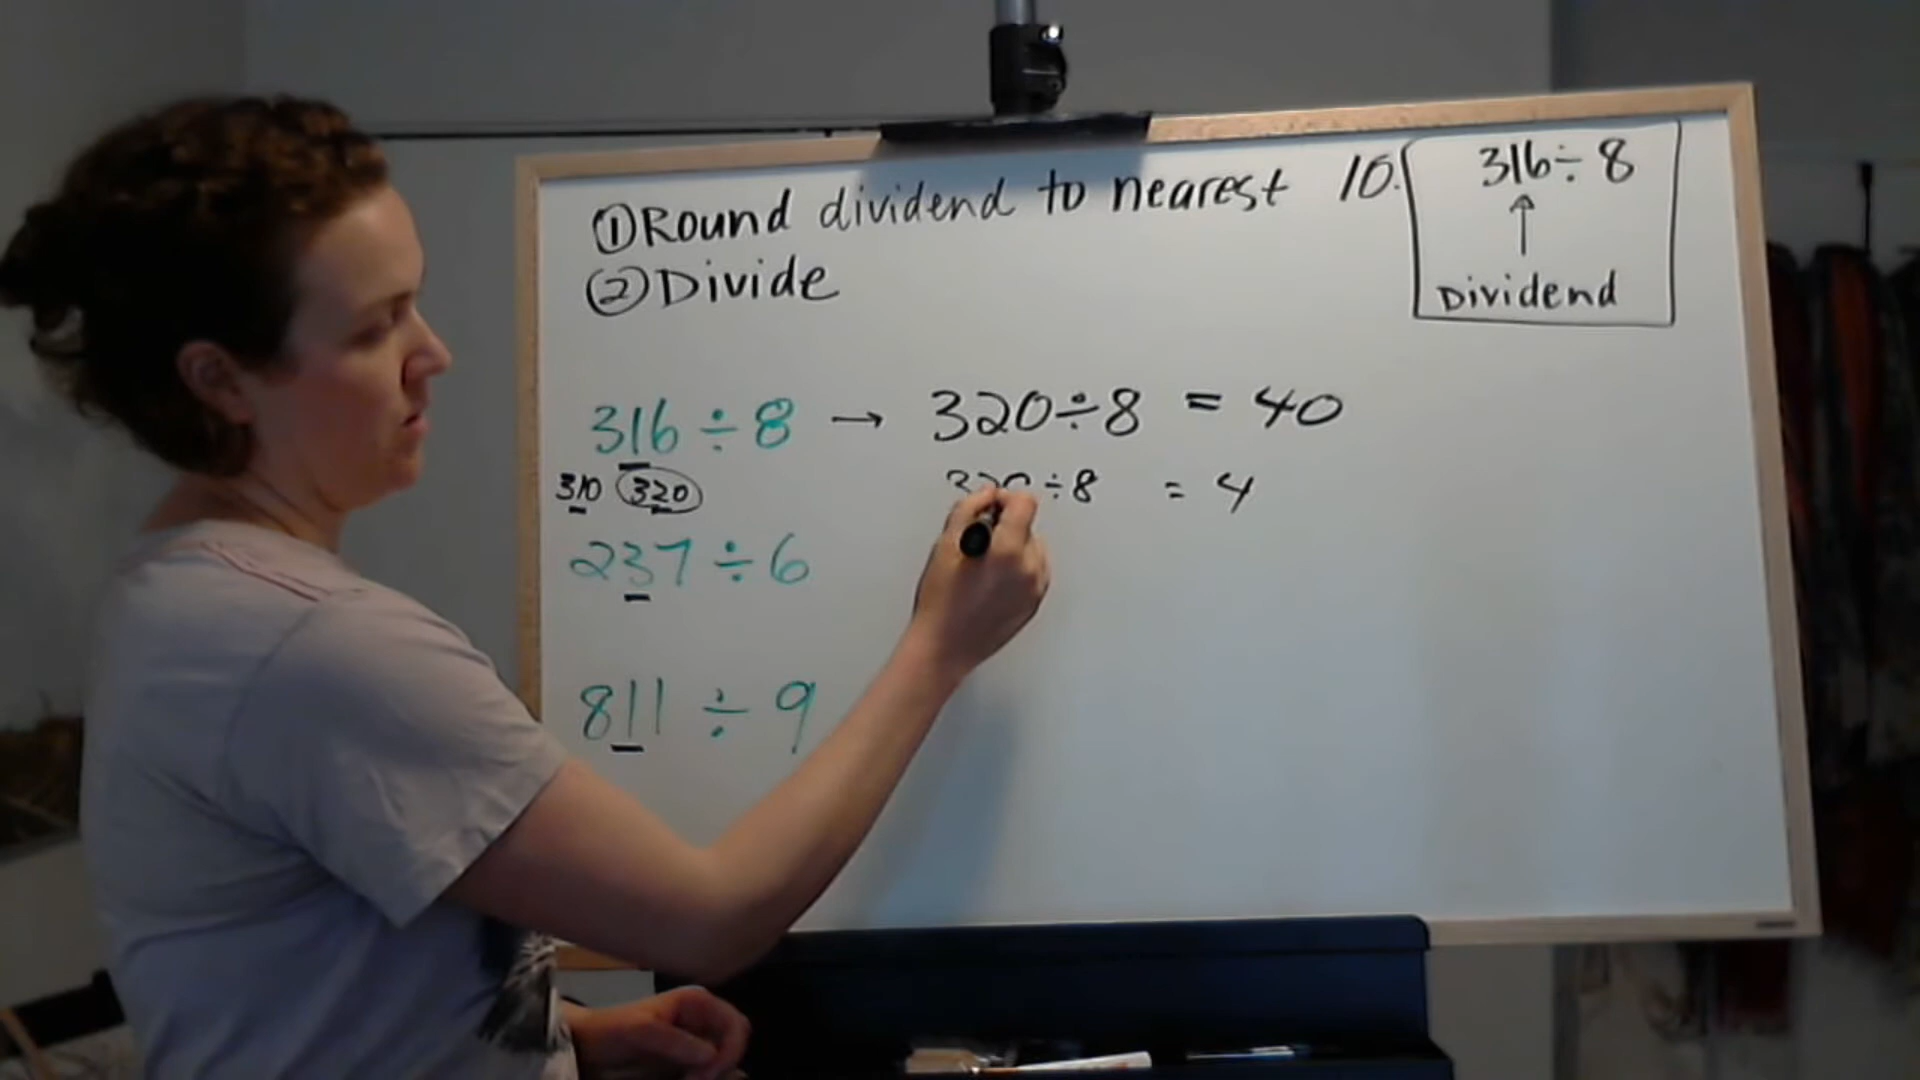 ①Round dividend to nearest 10.
②Divide
316÷8
↑
Dividend
316÷8 → 320÷8 = 40
310 320
320÷8 = 4
237÷6
811÷9